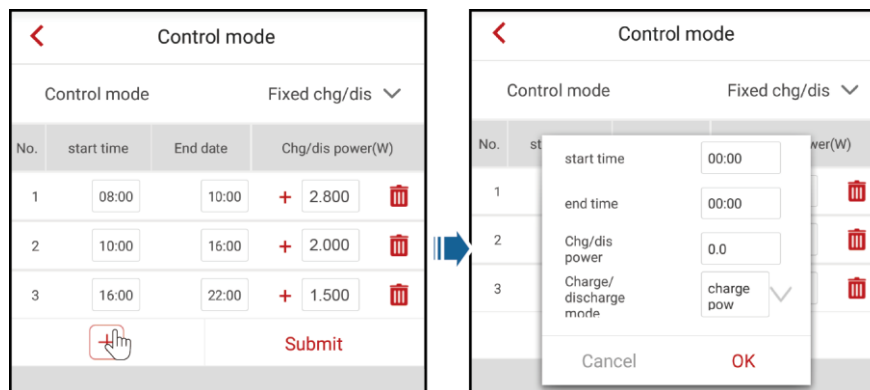 Control mode
Control mode Fixed chg/dis
No. start time End date Chg/dis power(W)
1 08:00 10:00 + 2.800
2 10:00 16:00 + 2.000
3 16:00 22:00 + 1.500
+ Submit
Control mode
Control mode Fixed chg/dis
No. st wer(W)
1
2
3
start time 00:00
end time 00:00
Chg/dis
power
0.0
Charge/
discharge
mode
charge
pow
Cancel OK